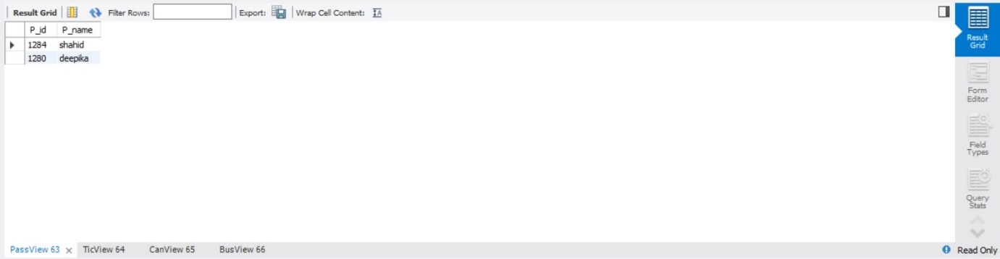 Result Grid Filter Rows: Export: Wrap Cell Content: IA
P_id P_name
1284 shahid
1280 deepika
Result
Grid
Form
Editor
Field
Types
Query
Stats
PassView 63 × TicView 64 CanView 65 BusView 66 Read Only